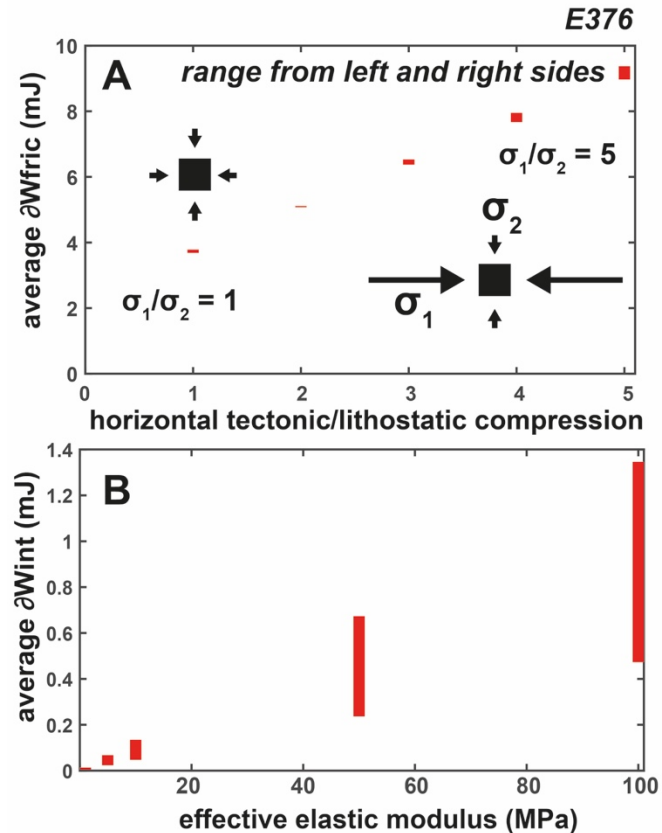 E376
A
range from left and right sides
σ₁/σ₂ = 1
σ₁/σ₂ = 5
σ₂
σ₁
average ∂Wfric (mJ)
10
8
6
4
2
0
0 1 2 3 4 5
horizontal tectonic/lithostatic compression
B
average ∂Wint (mJ)
1.4
1.2
1
0.8
0.6
0.4
0.2
0
20 40 60 80 100
effective elastic modulus (MPa)